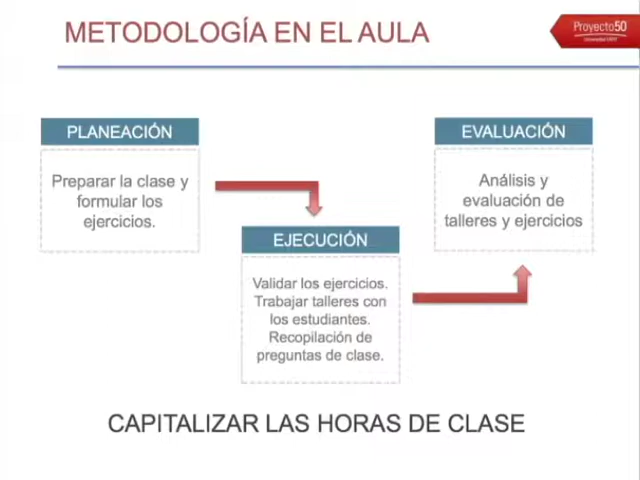 METODOLOGÍA EN EL AULA
Proyecto50
PLANEACIÓN
Preparar la clase y
formular los
ejercicios.
EJECUCIÓN
Validar los ejercicios.
Trabajar talleres con
los estudiantes.
Recopilación de
preguntas de clase.
EVALUACIÓN
Análisis y
evaluación de
talleres y ejercicios
CAPITALIZAR LAS HORAS DE CLASE